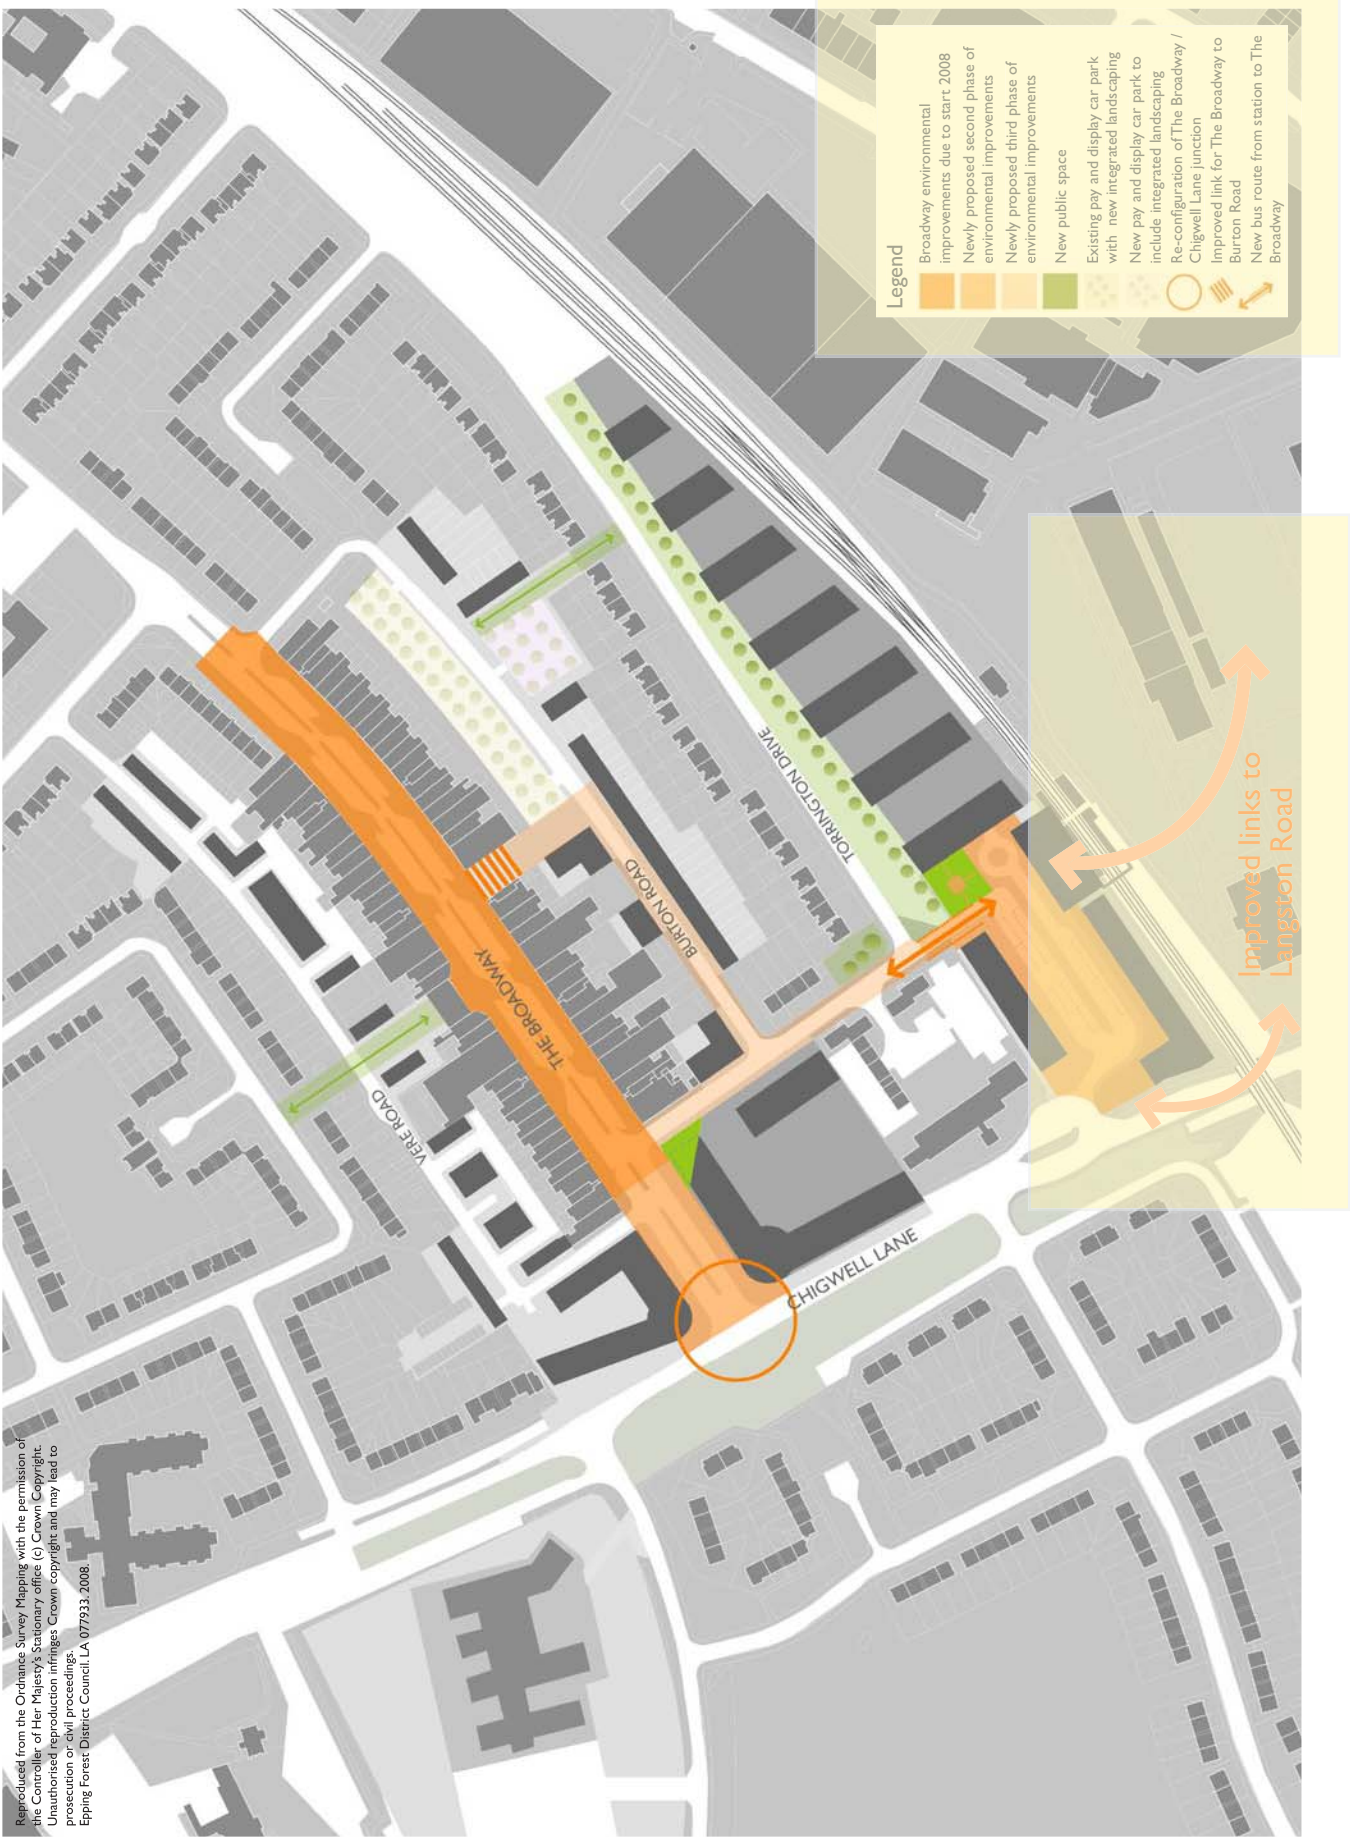 Reproduced from the Ordnance Survey Mapping with the permission of
the Controller of Her Majesty's Stationary office (c) Crown Copyright.
Unauthorised reproduction infringes Crown copyright and may lead to
prosecution or civil proceedings.
Epping Forest District Council. LA 077933. 2008.
VERE ROAD
THE BROADWAY
BURTON ROAD
TORRINGTON DRIVE
CHIGWELL LANE
Improved links to
Langston Road
Legend
Broadway environmental
improvements due to start 2008
Newly proposed second phase of
environmental improvements
Newly proposed third phase of
environmental improvements
New public space
Existing pay and display car park
with new integrated landscaping
New pay and display car park to
include integrated landscaping
Re-configuration of The Broadway /
Chigwell Lane junction
Improved link for The Broadway to
Burton Road
New bus route from station to The
Broadway